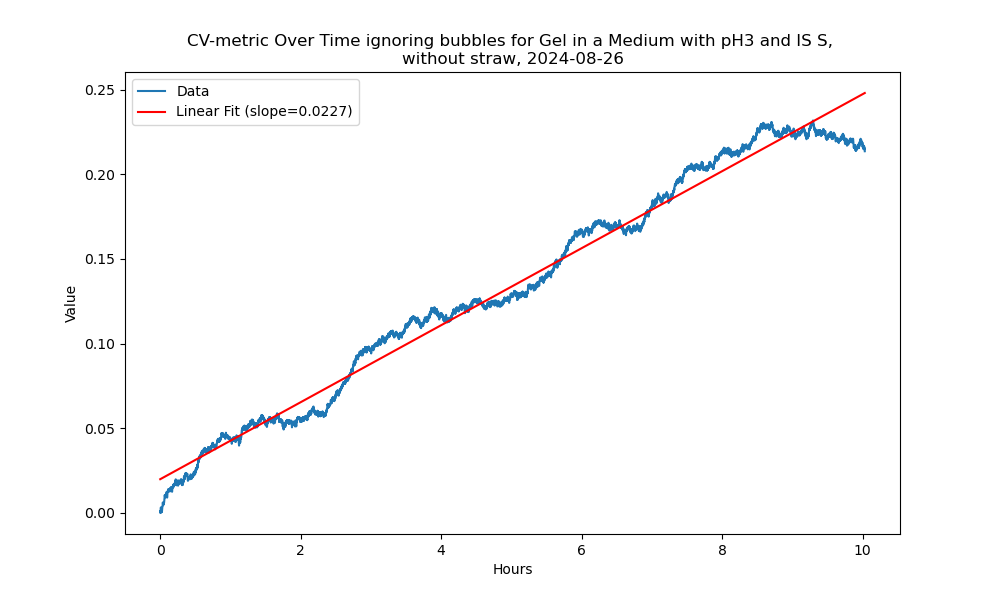 CV-metric Over Time ignoring bubbles for Gel in a Medium with pH3 and IS S,
without straw, 2024-08-26
Data
Linear Fit (slope=0.0227)
0.25
0.20
0.15
0.10
0.05
0.00
Value
0 2 4 6 8 10
Hours